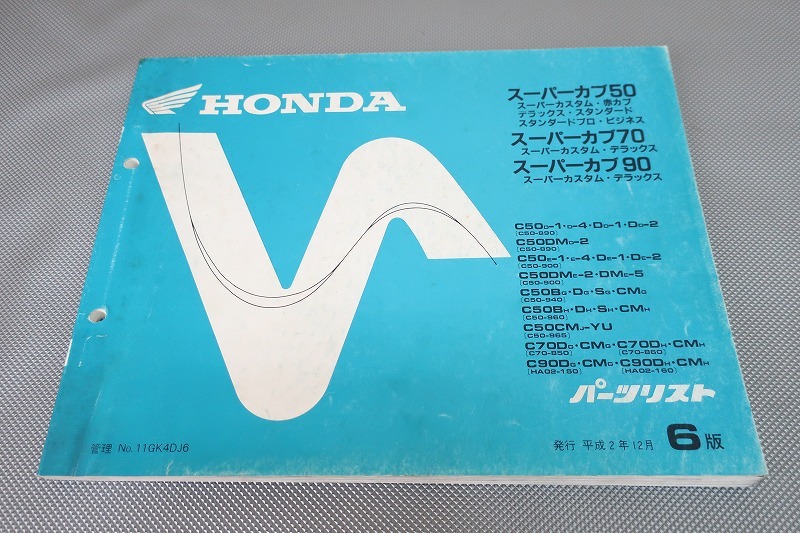 HONDA
スーパーカブ50
スーパーカスタム・赤カブ
デラックス・スタンダード
スタンダードプロ・ビジネス
スーパーカブ70
スーパーカスタム・デラックス
スーパーカブ90
スーパーカスタム・デラックス
C50D-1・D-4・DD-1・DD-2
(C50-890)
C50DMD-2
(C50-890)
C50E-1・E-4・DE-1・DE-2
(C50-900)
C50DME-2・DME-5
(C50-900)
C50BG・DG・SG・CMG
(C50-940)
C50BH・DH・SH・CMH
(C50-960)
C50CMJ-YU
(C50-965)
C70DG・CMG・C70DH・CMH
(C70-850) (C70-860)
C90DG・CMG・C90DH・CMH
(HA02-150) (HA02-160)
パーツリスト
管理 No.11GK4DJ6
発行 平成2年12月 6版